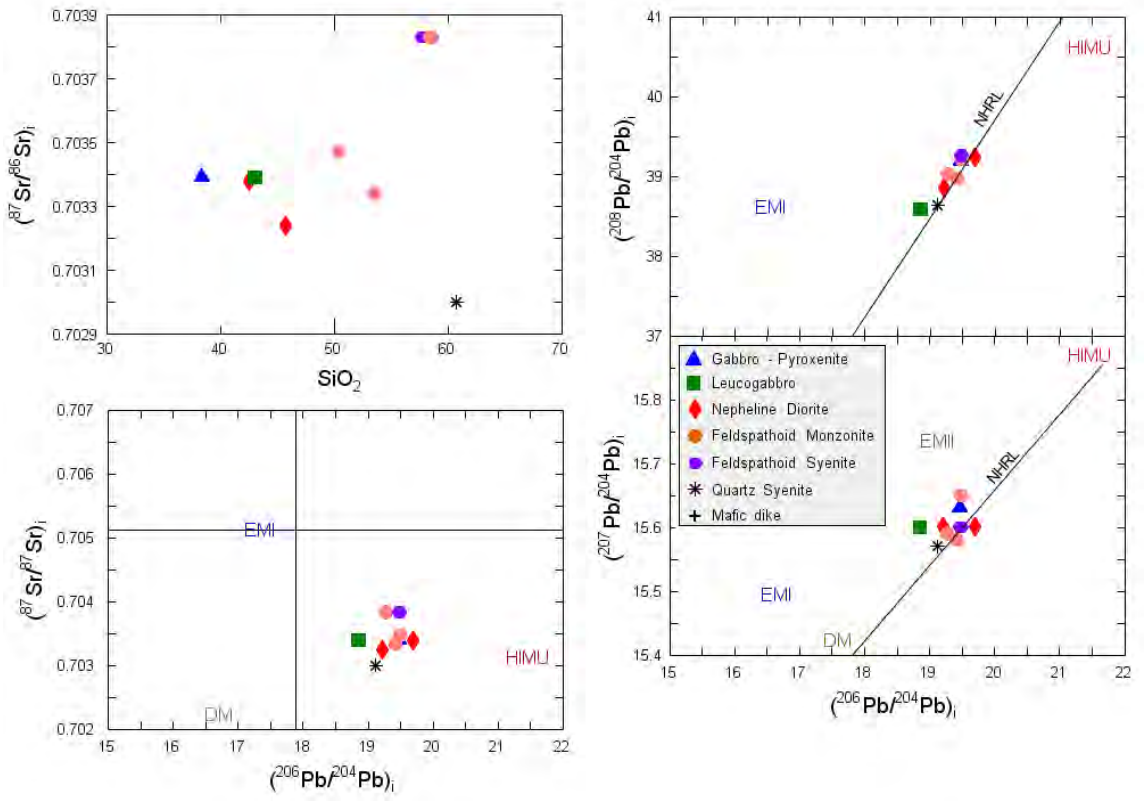 0.7039
0.7037
0.7035
0.7033
0.7031
0.7029
(⁸⁷Sr/⁸⁶Sr)ᵢ
30 40 50 60 70
SiO₂
0.707
0.706
0.705
0.704
0.703
0.702
(⁸⁷Sr/⁸⁷Sr)ᵢ
EMI
HIMU
DM
15 16 17 18 19 20 21 22
(²⁰⁶Pb/²⁰⁴Pb)ᵢ
41
40
39
38
37
(²⁰⁸Pb/²⁰⁴Pb)ᵢ
HIMU
NHRL
EMI
Gabbro - Pyroxenite
Leucogabbro
Nepheline Diorite
Feldspathoid Monzonite
Feldspathoid Syenite
Quartz Syenite
Mafic dike
HIMU
EMII
NHRL
EMI
DM
15.8
15.7
15.6
15.5
15.4
(²⁰⁷Pb/²⁰⁴Pb)ᵢ
15 16 17 18 19 20 21 22
(²⁰⁶Pb/²⁰⁴Pb)ᵢ